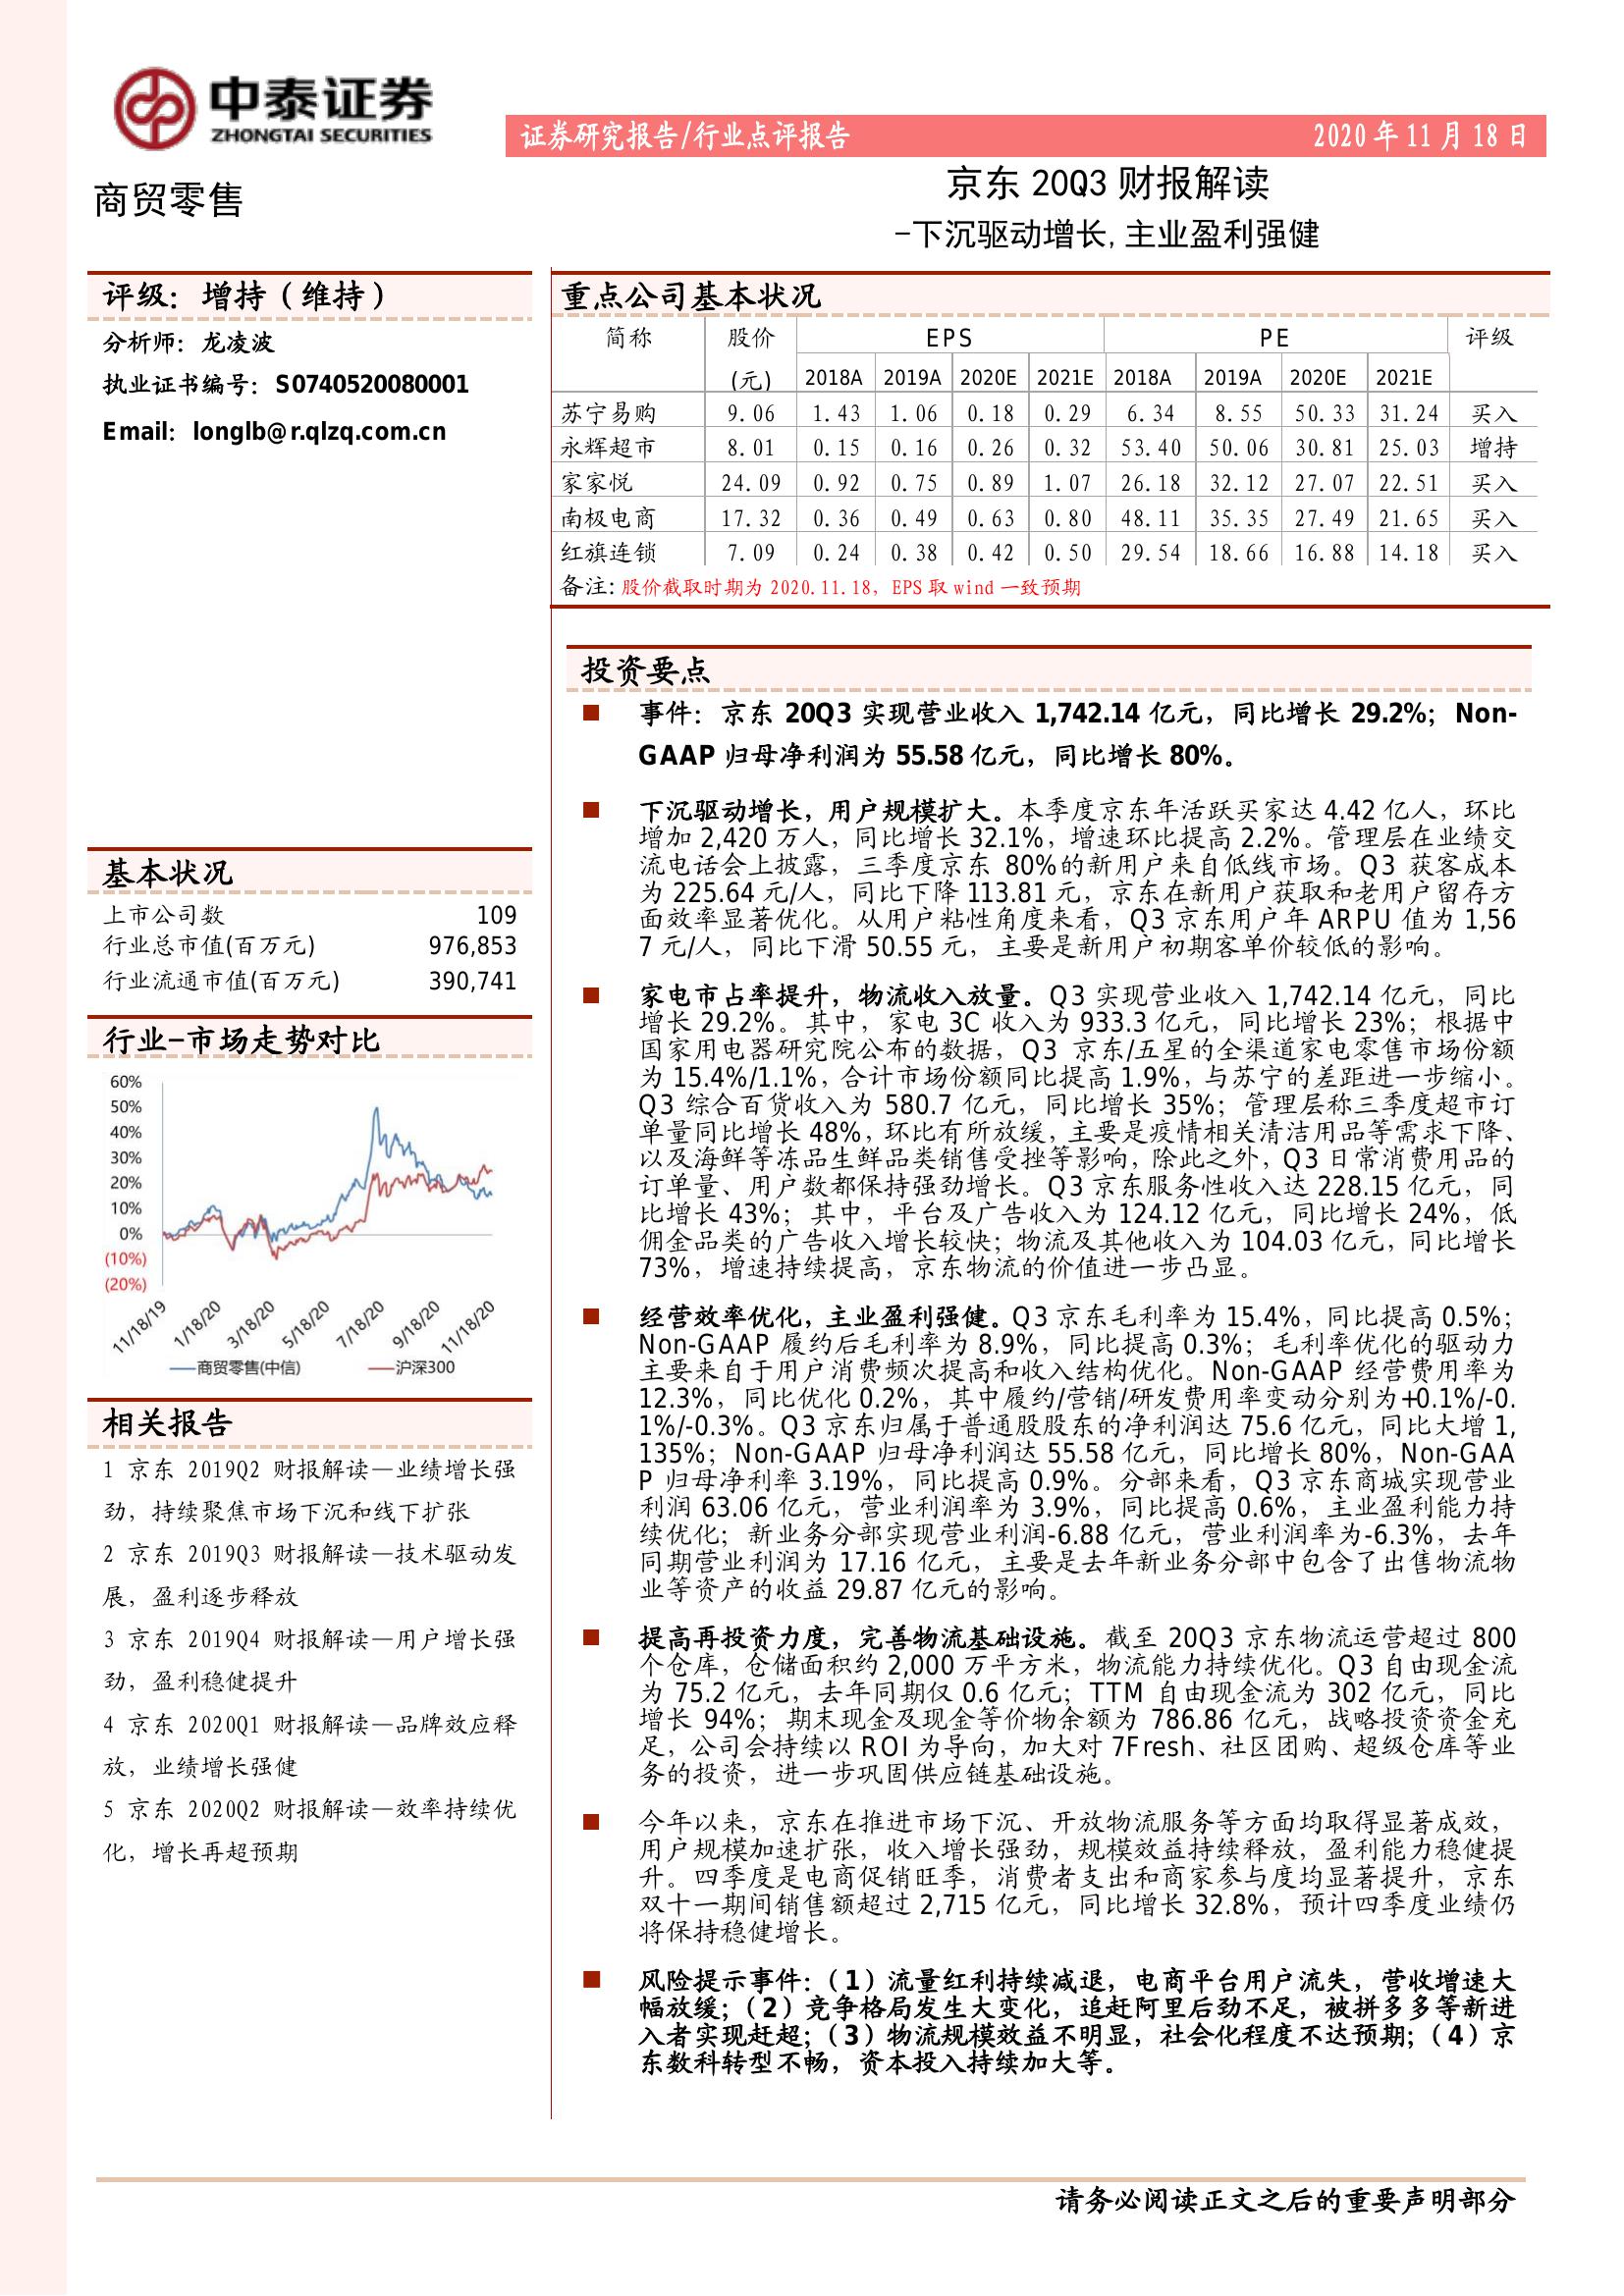 中泰证券
ZHONGTAI SECURITIES
证券研究报告/行业点评报告 2020年11月18日
商贸零售
京东 20Q3 财报解读
-下沉驱动增长,主业盈利强健
评级：增持（维持）
分析师：龙凌波
执业证书编号：S0740520080001
Email：longlb@r.qlzq.com.cn
基本状况
上市公司数 109
行业总市值(百万元) 976,853
行业流通市值(百万元) 390,741
行业-市场走势对比
60%
50%
40%
30%
20%
10%
0%
(10%)
(20%)
11/18/19 1/18/20 3/18/20 5/18/20 7/18/20 9/18/20 11/18/20
商贸零售(中信) 沪深300
相关报告
1 京东 2019Q2 财报解读—业绩增长强
劲，持续聚焦市场下沉和线下扩张
2 京东 2019Q3 财报解读—技术驱动发
展，盈利逐步释放
3 京东 2019Q4 财报解读—用户增长强
劲，盈利稳健提升
4 京东 2020Q1 财报解读—品牌效应释
放，业绩增长强健
5 京东 2020Q2 财报解读—效率持续优
化，增长再超预期
重点公司基本状况
简称 股价 EPS PE 评级
(元) 2018A 2019A 2020E 2021E 2018A 2019A 2020E 2021E
苏宁易购 9.06 1.43 1.06 0.18 0.29 6.34 8.55 50.33 31.24 买入
永辉超市 8.01 0.15 0.16 0.26 0.32 53.40 50.06 30.81 25.03 增持
家家悦 24.09 0.92 0.75 0.89 1.07 26.18 32.12 27.07 22.51 买入
南极电商 17.32 0.36 0.49 0.63 0.80 48.11 35.35 27.49 21.65 买入
红旗连锁 7.09 0.24 0.38 0.42 0.50 29.54 18.66 16.88 14.18 买入
备注:股价截取时期为 2020.11.18，EPS 取 wind 一致预期
投资要点
■ 事件：京东 20Q3 实现营业收入 1,742.14 亿元，同比增长 29.2%；Non-
GAAP 归母净利润为 55.58 亿元，同比增长 80%。
■ 下沉驱动增长，用户规模扩大。本季度京东年活跃买家达 4.42 亿人，环比
增加 2,420 万人，同比增长 32.1%，增速环比提高 2.2%。管理层在业绩交
流电话会上披露，三季度京东 80%的新用户来自低线市场。Q3 获客成本
为 225.64 元/人，同比下降 113.81 元，京东在新用户获取和老用户留存方
面效率显著优化。从用户粘性角度来看，Q3 京东用户年 ARPU 值为 1,56
7 元/人，同比下滑 50.55 元，主要是新用户初期客单价较低的影响。
■ 家电市占率提升，物流收入放量。Q3 实现营业收入 1,742.14 亿元，同比
增长 29.2%。其中，家电 3C 收入为 933.3 亿元，同比增长 23%；根据中
国家用电器研究院公布的数据，Q3 京东/五星的全渠道家电零售市场份额
为 15.4%/1.1%，合计市场份额同比提高 1.9%，与苏宁的差距进一步缩小。
Q3 综合百货收入为 580.7 亿元，同比增长 35%；管理层称三季度超市订
单量同比增长 48%，环比有所放缓，主要是疫情相关清洁用品等需求下降、
以及海鲜等冻品生鲜品类销售受挫等影响，除此之外，Q3 日常消费用品的
订单量、用户数都保持强劲增长。Q3 京东服务性收入达 228.15 亿元，同
比增长 43%；其中，平台及广告收入为 124.12 亿元，同比增长 24%，低
佣金品类的广告收入增长较快；物流及其他收入为 104.03 亿元，同比增长
73%，增速持续提高，京东物流的价值进一步凸显。
■ 经营效率优化，主业盈利强健。Q3 京东毛利率为 15.4%，同比提高 0.5%；
Non-GAAP 履约后毛利率为 8.9%，同比提高 0.3%；毛利率优化的驱动力
主要来自于用户消费频次提高和收入结构优化。Non-GAAP 经营费用率为
12.3%，同比优化 0.2%，其中履约/营销/研发费用率变动分别为+0.1%/-0.
1%/-0.3%。Q3 京东归属于普通股股东的净利润达 75.6 亿元，同比大增 1,
135%；Non-GAAP 归母净利润达 55.58 亿元，同比增长 80%，Non-GAA
P 归母净利率 3.19%，同比提高 0.9%。分部来看，Q3 京东商城实现营业
利润 63.06 亿元，营业利润率为 3.9%，同比提高 0.6%，主业盈利能力持
续优化；新业务分部实现营业利润-6.88 亿元，营业利润率为-6.3%，去年
同期营业利润为 17.16 亿元，主要是去年新业务分部中包含了出售物流物
业等资产的收益 29.87 亿元的影响。
■ 提高再投资力度，完善物流基础设施。截至 20Q3 京东物流运营超过 800
个仓库，仓储面积约 2,000 万平方米，物流能力持续优化。Q3 自由现金流
为 75.2 亿元，去年同期仅 0.6 亿元；TTM 自由现金流为 302 亿元，同比
增长 94%；期末现金及现金等价物余额为 786.86 亿元，战略投资资金充
足，公司会持续以 ROI 为导向，加大对 7Fresh、社区团购、超级仓库等业
务的投资，进一步巩固供应链基础设施。
■ 今年以来，京东在推进市场下沉、开放物流服务等方面均取得显著成效，
用户规模加速扩张，收入增长强劲，规模效益持续释放，盈利能力稳健提
升。四季度是电商促销旺季，消费者支出和商家参与度均显著提升，京东
双十一期间销售额超过 2,715 亿元，同比增长 32.8%，预计四季度业绩仍
将保持稳健增长。
■ 风险提示事件：（1）流量红利持续减退，电商平台用户流失，营收增速大
幅放缓；（2）竞争格局发生大变化，追赶阿里后劲不足，被拼多多等新进
入者实现赶超；（3）物流规模效益不明显，社会化程度不达预期；（4）京
东数科转型不畅，资本投入持续加大等。
请务必阅读正文之后的重要声明部分